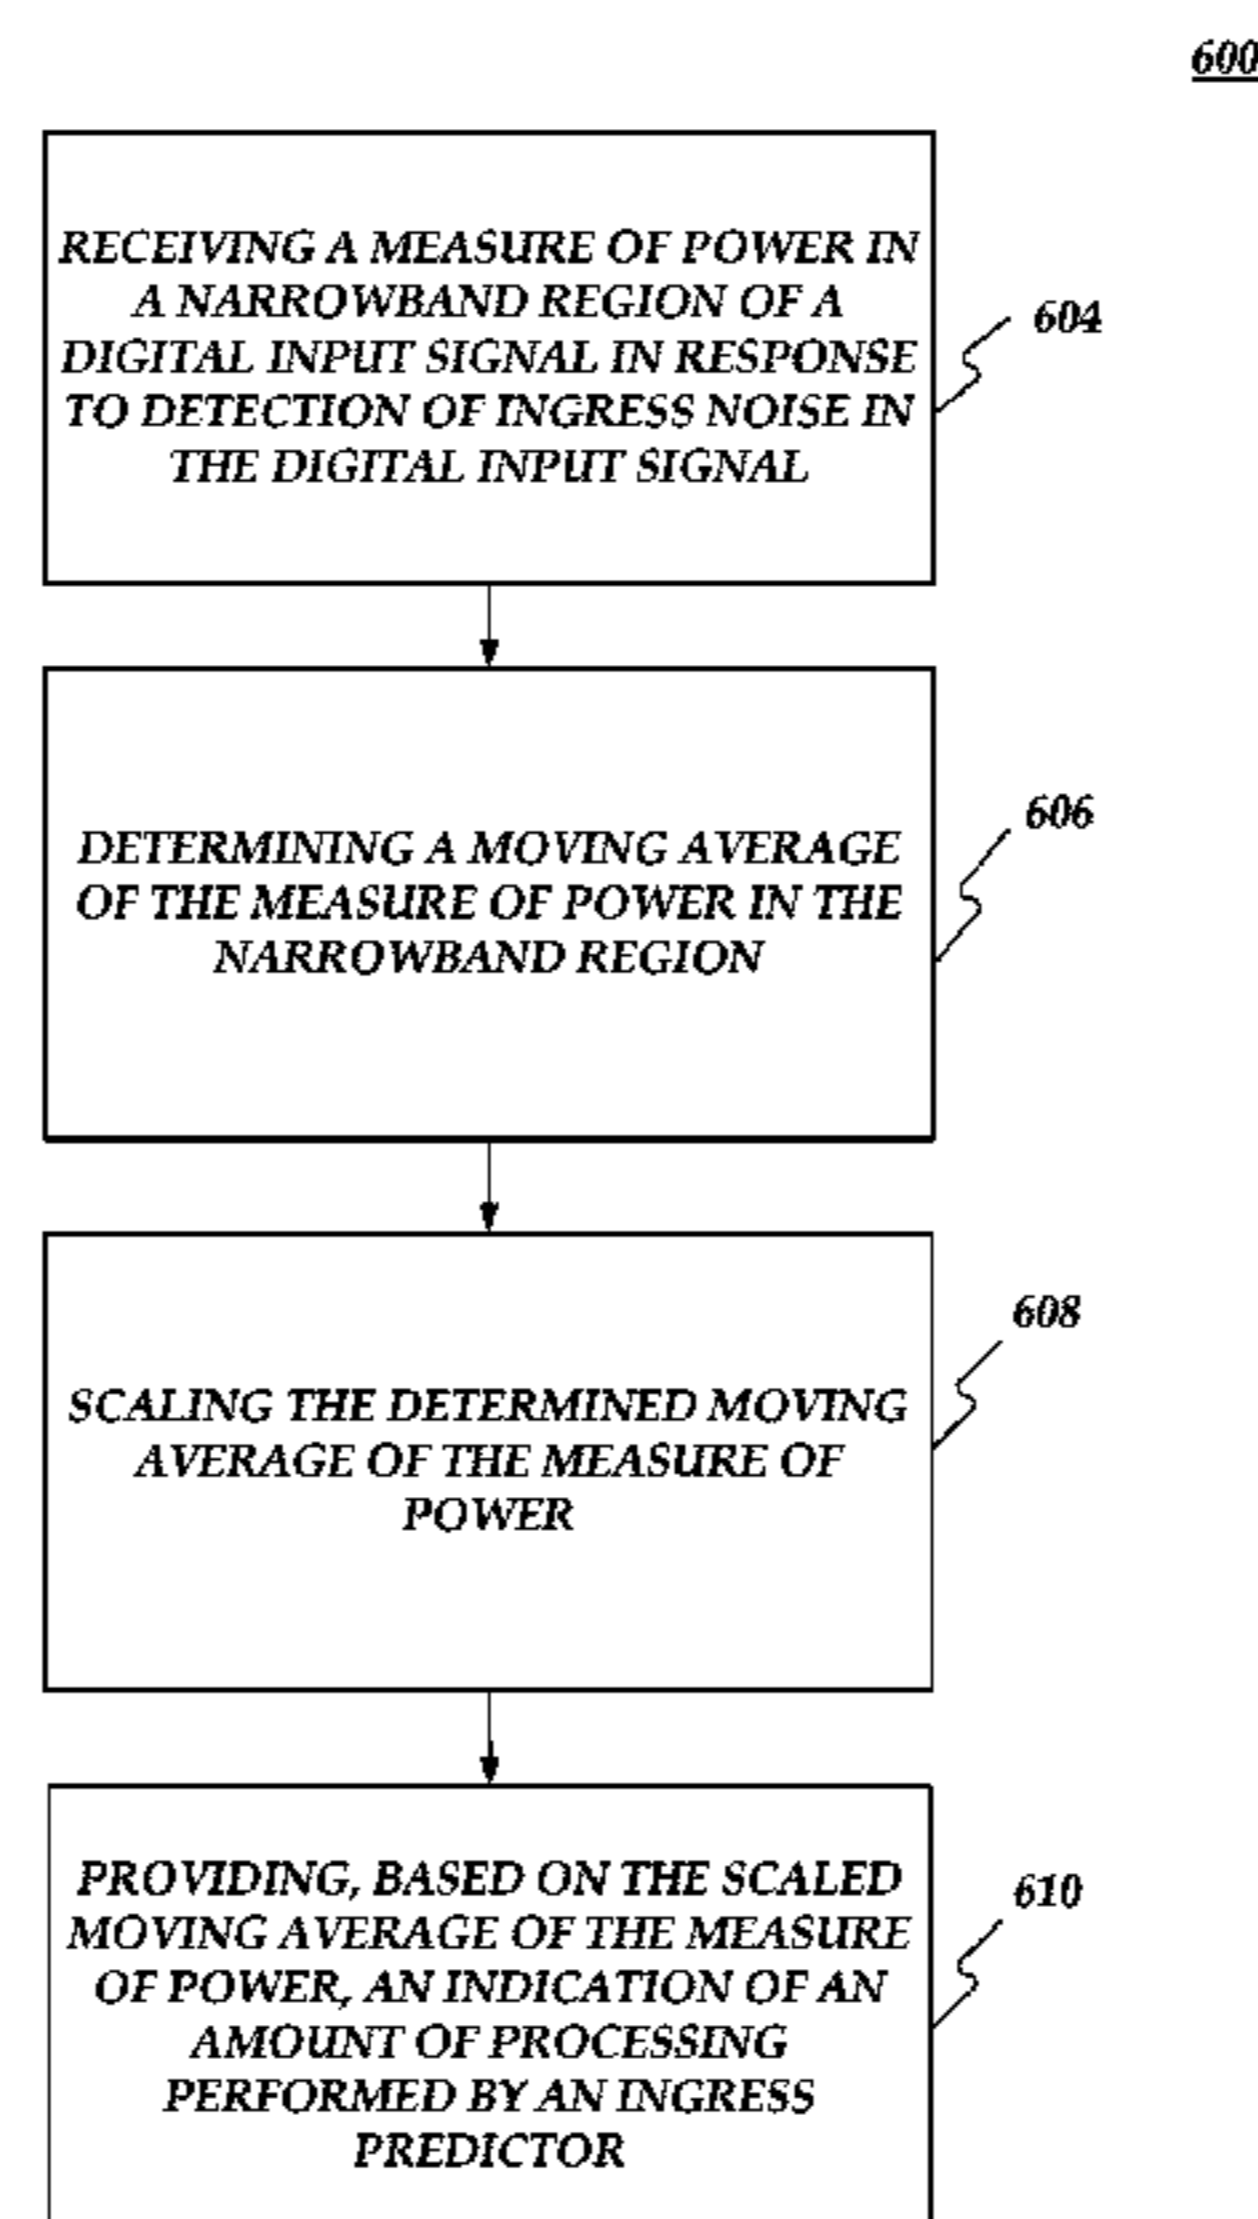 600
RECEIVING A MEASURE OF POWER IN
A NARROWBAND REGION OF A
DIGITAL INPUT SIGNAL IN RESPONSE
TO DETECTION OF INGRESS NOISE IN
THE DIGITAL INPUT SIGNAL
604
DETERMINING A MOVING AVERAGE
OF THE MEASURE OF POWER IN THE
NARROWBAND REGION
606
SCALING THE DETERMINED MOVING
AVERAGE OF THE MEASURE OF
POWER
608
PROVIDING, BASED ON THE SCALED
MOVING AVERAGE OF THE MEASURE
OF POWER, AN INDICATION OF AN
AMOUNT OF PROCESSING
PERFORMED BY AN INGRESS
PREDICTOR
610